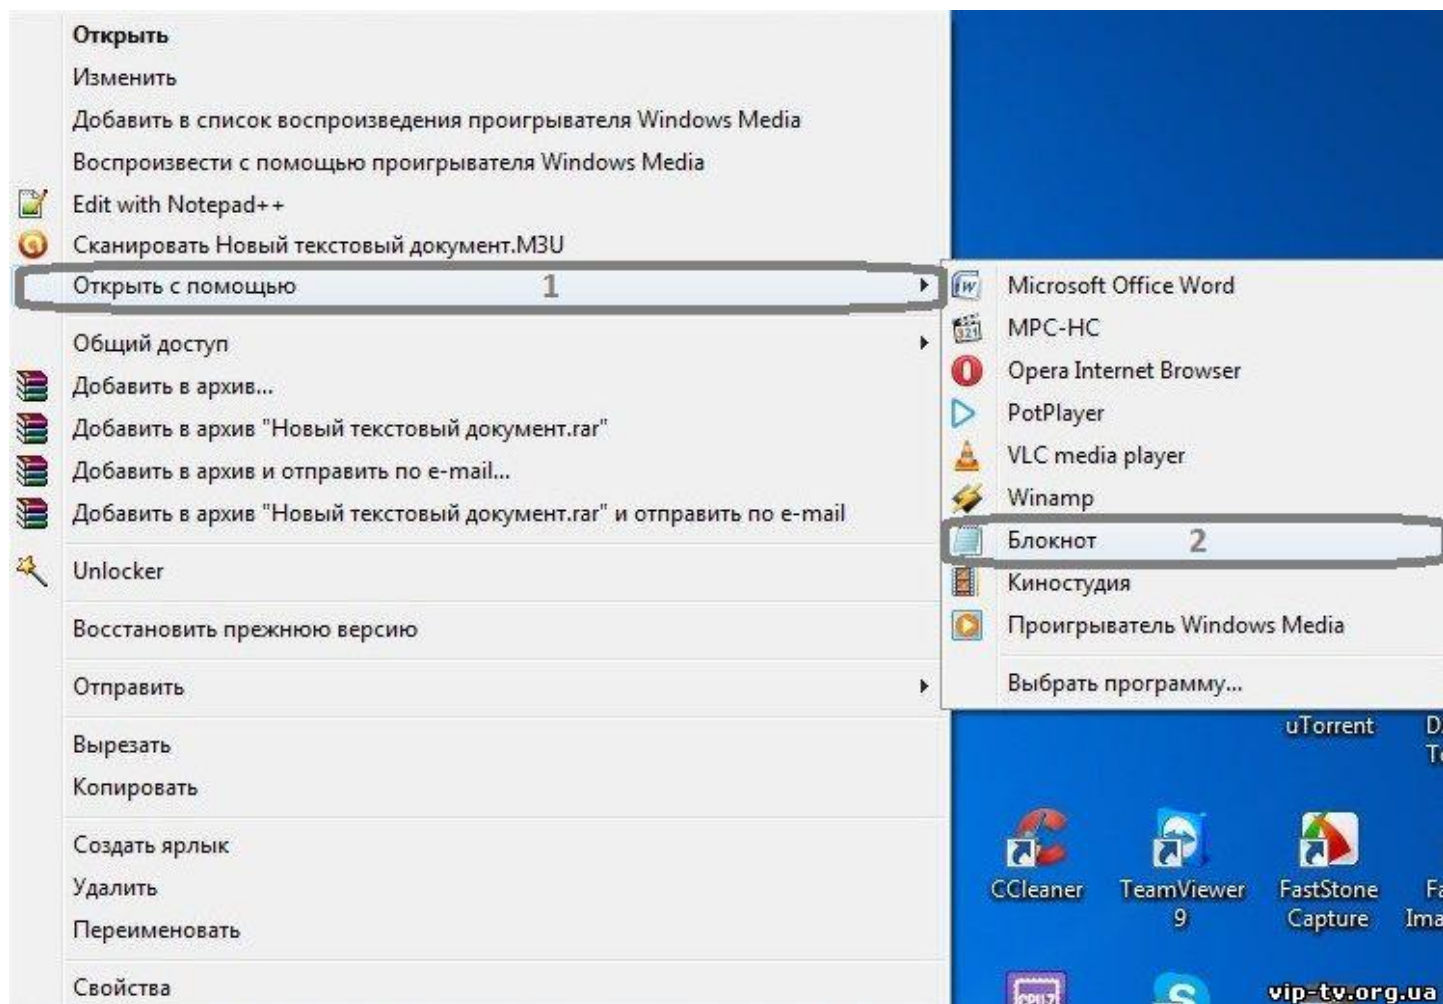 Открыть
Изменить
Добавить в список воспроизведения проигрывателя Windows Media
Воспроизвести с помощью проигрывателя Windows Media
Edit with Notepad++
Сканировать Новый текстовый документ.M3U
Открыть с помощью 1
Общий доступ
Добавить в архив...
Добавить в архив "Новый текстовый документ.rar"
Добавить в архив и отправить по e-mail...
Добавить в архив "Новый текстовый документ.rar" и отправить по e-mail
Unlocker
Восстановить прежнюю версию
Отправить
Вырезать
Копировать
Создать ярлык
Удалить
Переименовать
Свойства
Microsoft Office Word
MPC-HC
321
Opera Internet Browser
PotPlayer
VLC media player
Winamp
Блокнот 2
Киностудия
Проигрыватель Windows Media
Выбрать программу...
uTorrent
CCleaner
TeamViewer
9
FastStone
Capture
vip-tv.org.ua